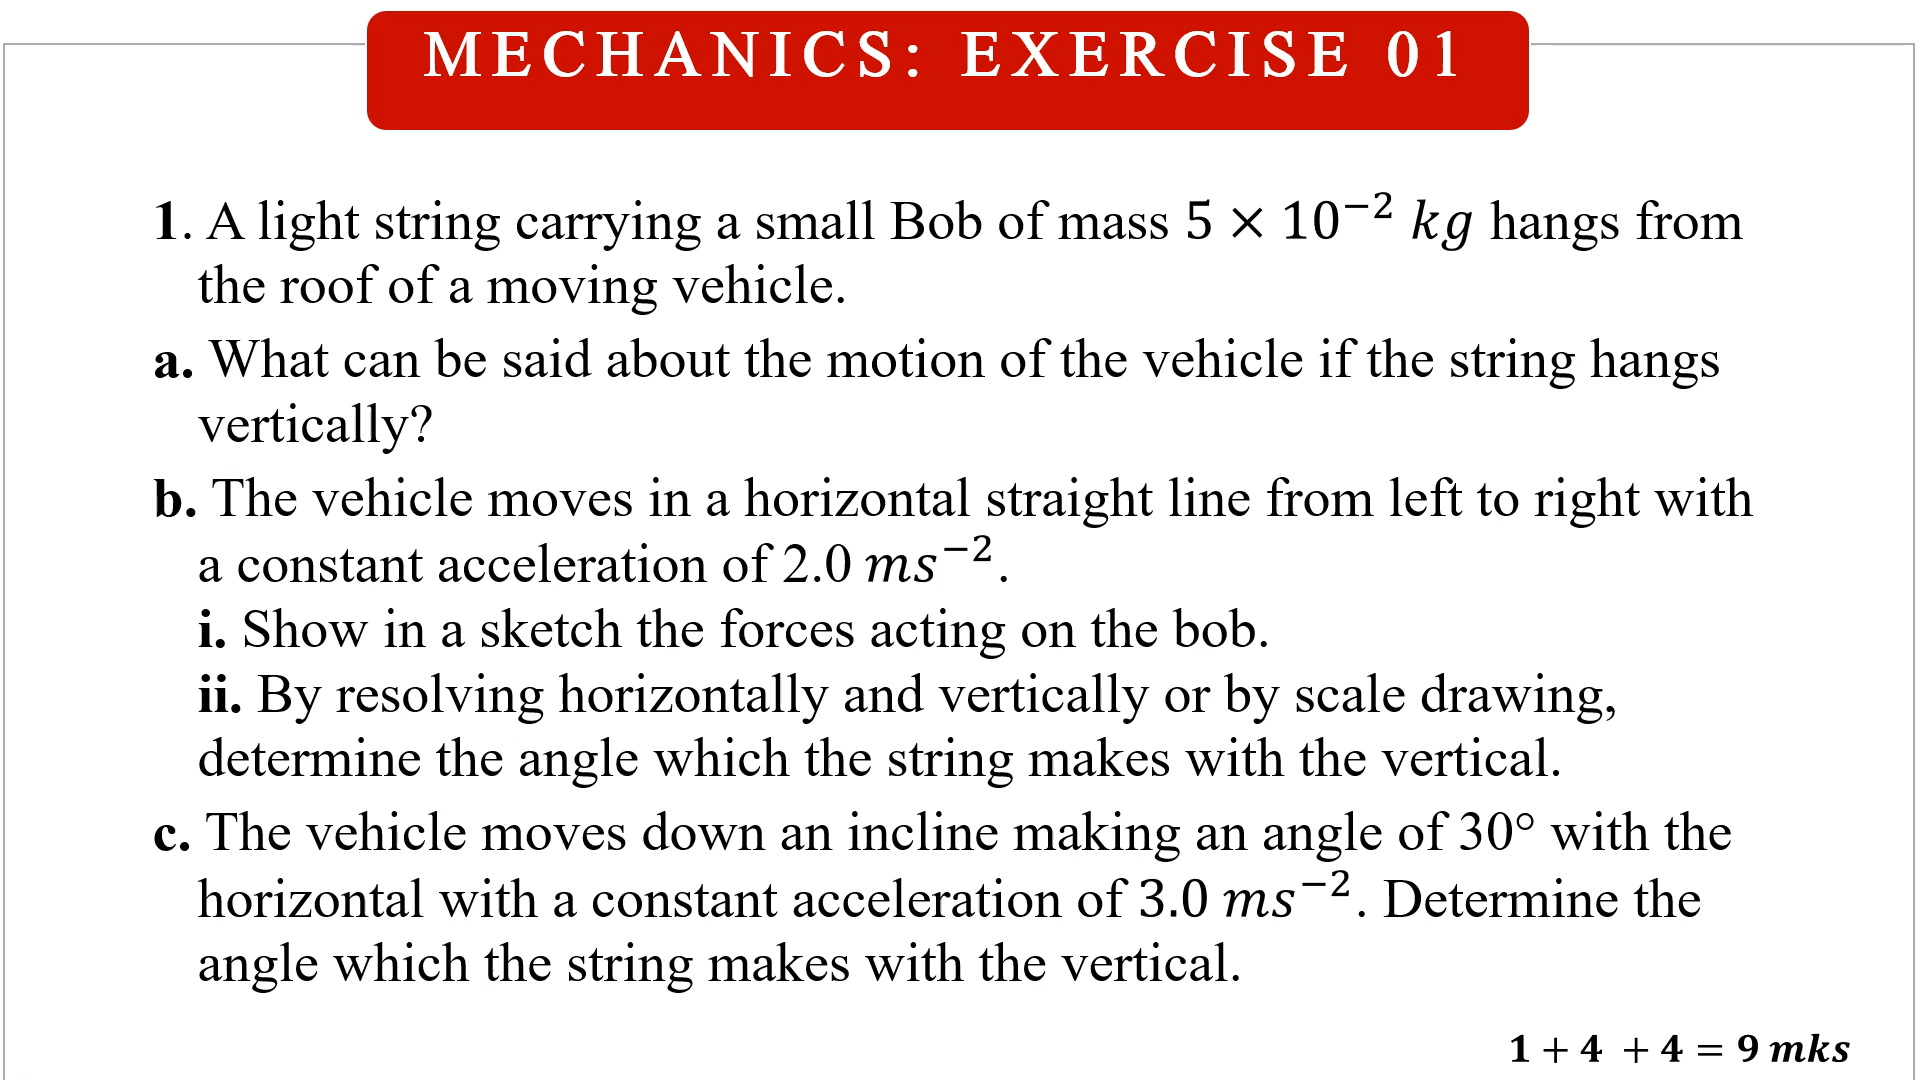 MECHANICS: EXERCISE 01
1. A light string carrying a small Bob of mass 5 × 10⁻² kg hangs from
the roof of a moving vehicle.
a. What can be said about the motion of the vehicle if the string hangs
vertically?
b. The vehicle moves in a horizontal straight line from left to right with
a constant acceleration of 2.0 ms⁻².
i. Show in a sketch the forces acting on the bob.
ii. By resolving horizontally and vertically or by scale drawing,
determine the angle which the string makes with the vertical.
c. The vehicle moves down an incline making an angle of 30° with the
horizontal with a constant acceleration of 3.0 ms⁻². Determine the
angle which the string makes with the vertical.
1 + 4 + 4 = 9 mks